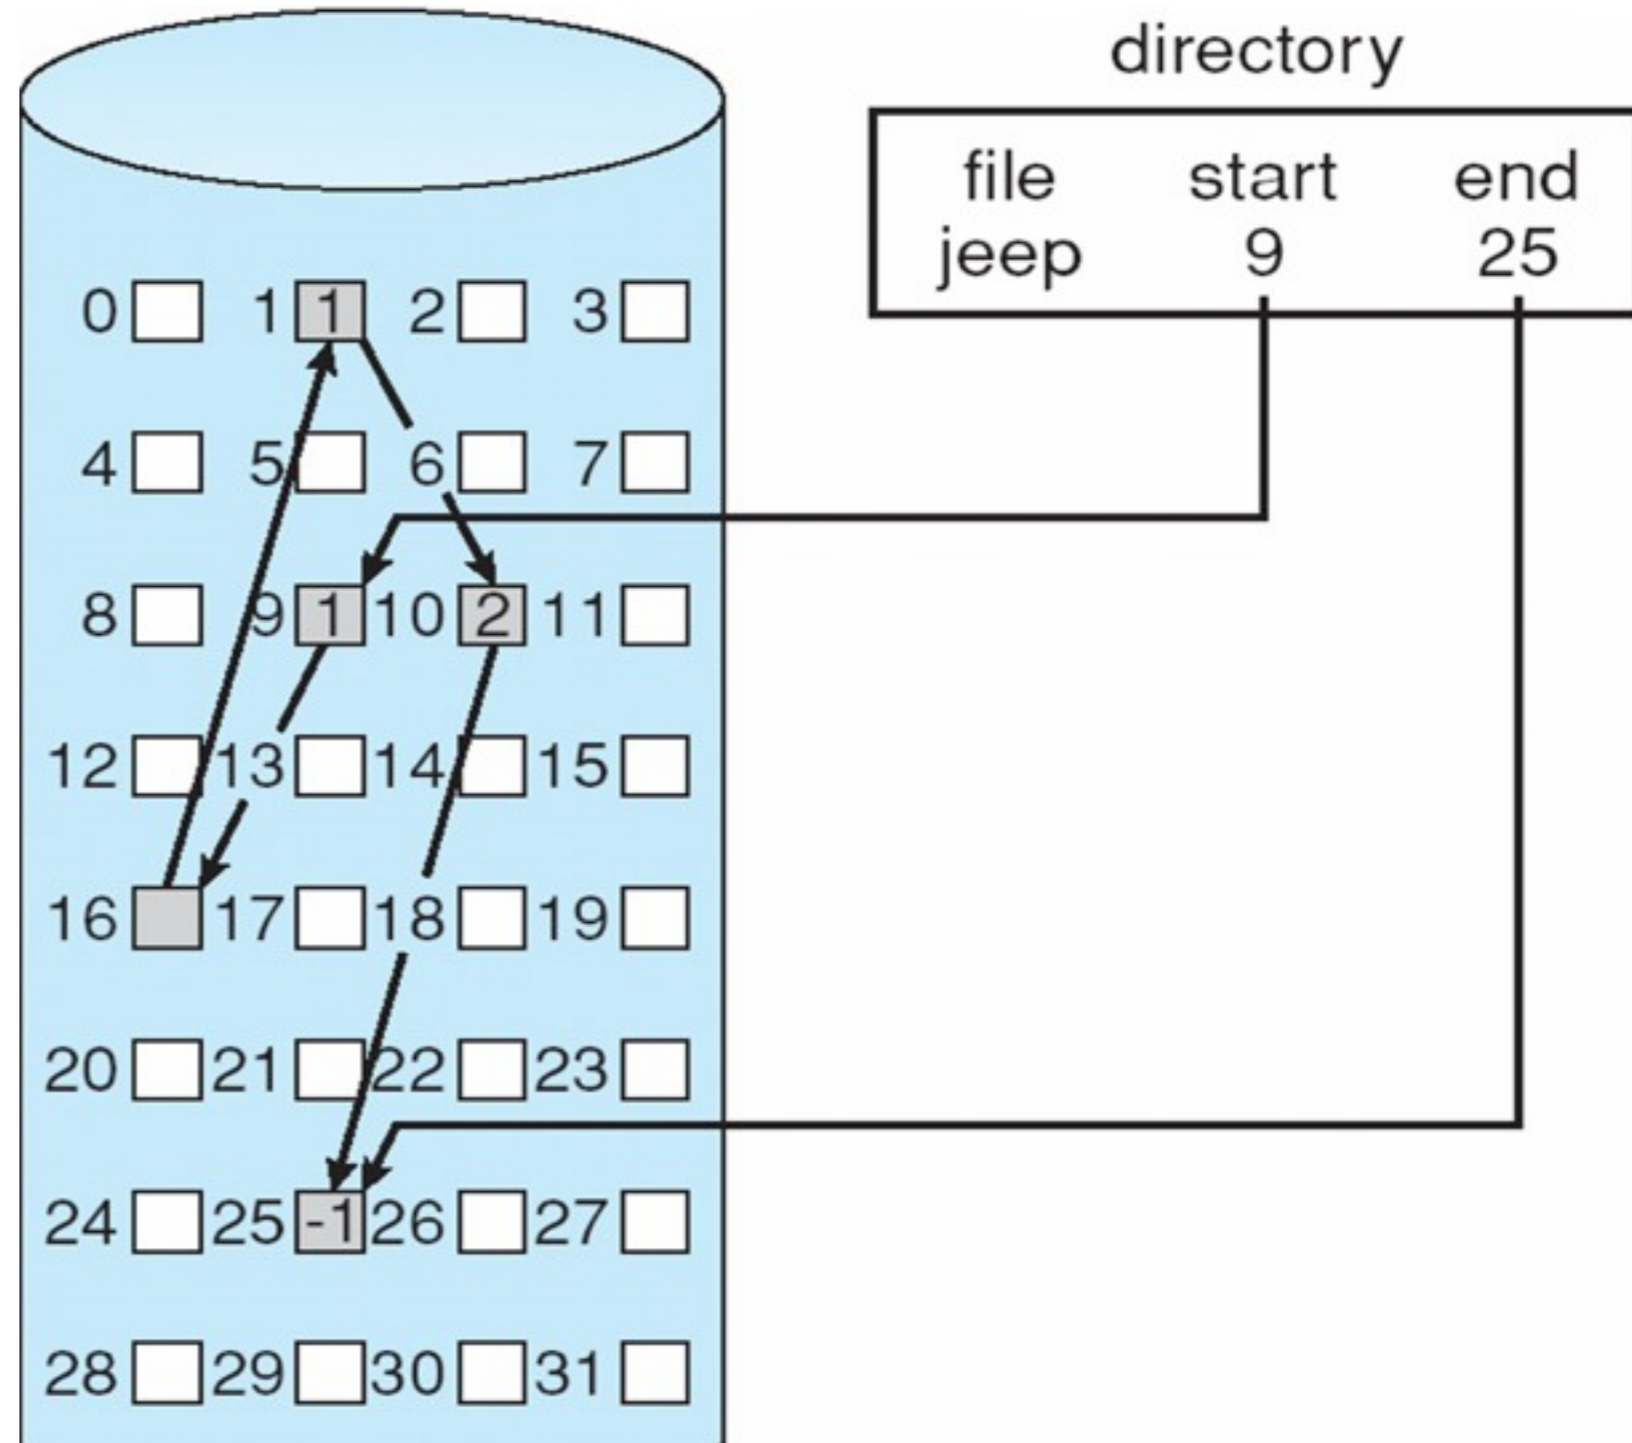 directory
file start end
jeep 9 25
0 1 1 2 3
4 5 6 7
8 9 1 10 2 11
12 13 14 15
16 17 18 19
20 21 22 23
24 25 -1 26 27
28 29 30 31